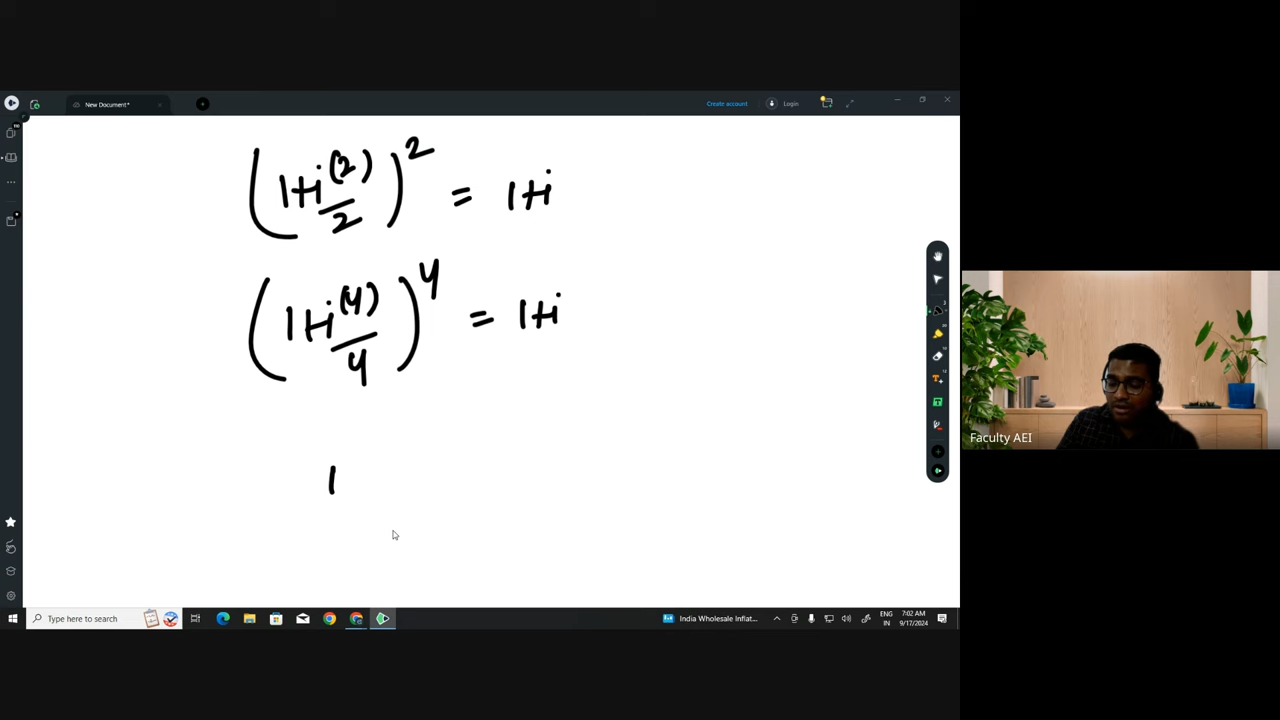 New Document*
Create account
Login
(1+i^(2)/2)^2 = 1+i
(1+i^(4)/4)^4 = 1+i
1
Faculty AEI
Type here to search
India Wholesale Inflat...
ENG
IN
7:02 AM
9/17/2024